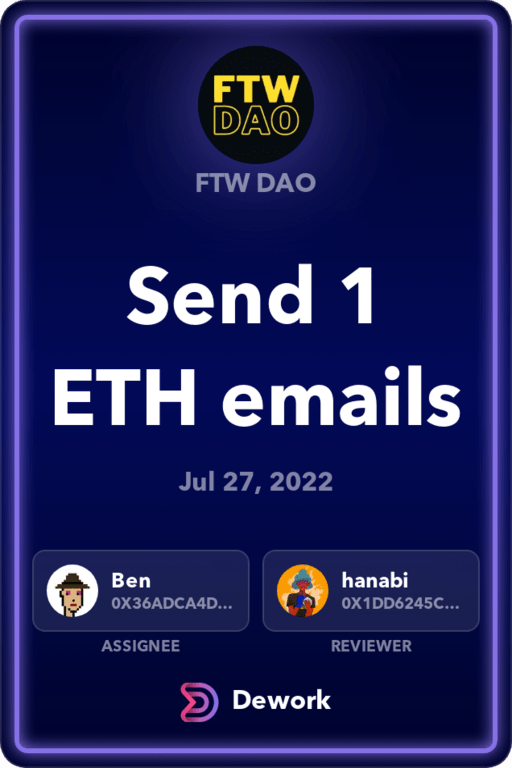 FTW
DAO
FTW DAO
Send 1
ETH emails
Jul 27, 2022
Ben
0X36ADCA4D...
ASSIGNEE
hanabi
0X1DD6245C...
REVIEWER
Dework